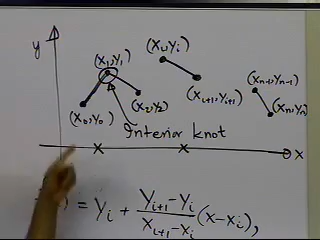 y
(x₁,y₁)
(xᵢ,yᵢ)
(xₙ₋₁,yₙ₋₁)
(x₀,y₀)
(x₂,y₂)
(xᵢ₊₁,yᵢ₊₁)
(xₙ,yₙ)
Interior knot
x
) = yᵢ + (yᵢ₊₁-yᵢ)/(xᵢ₊₁-xᵢ) (x-xᵢ),